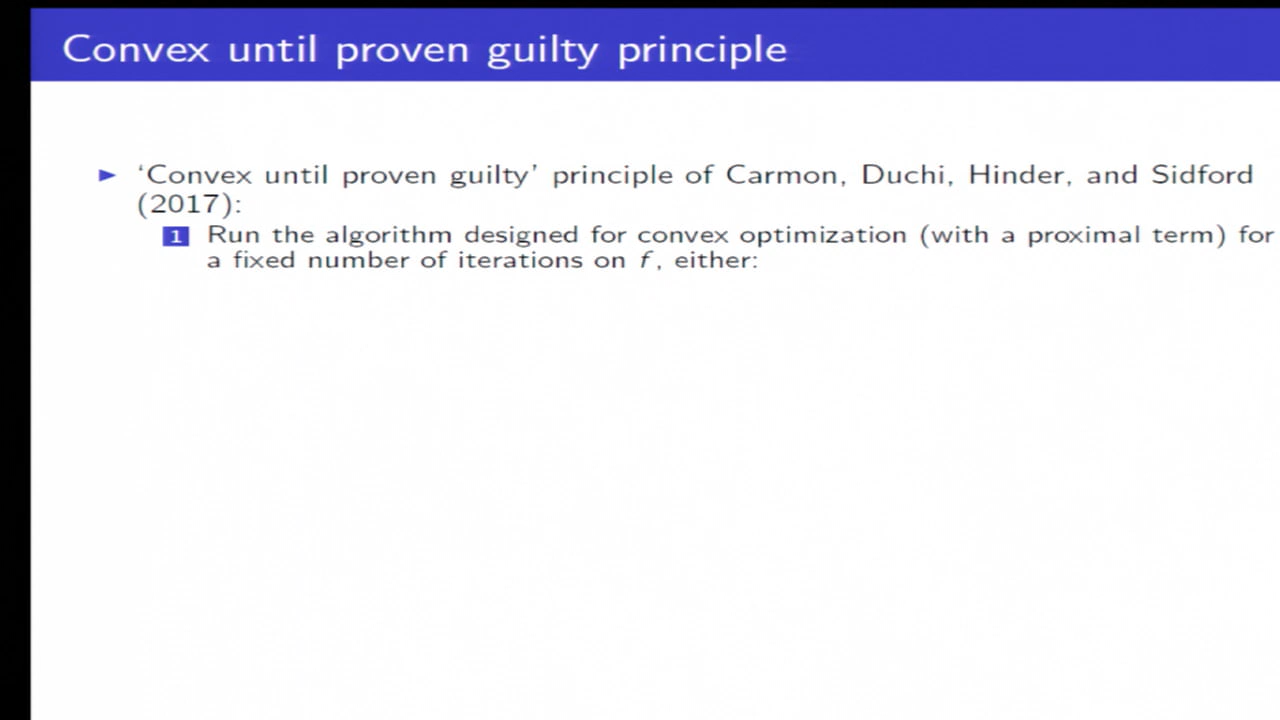 Convex until proven guilty principle
► ‘Convex until proven guilty’ principle of Carmon, Duchi, Hinder, and Sidford
(2017):
1 Run the algorithm designed for convex optimization (with a proximal term) for
a fixed number of iterations on f, either: